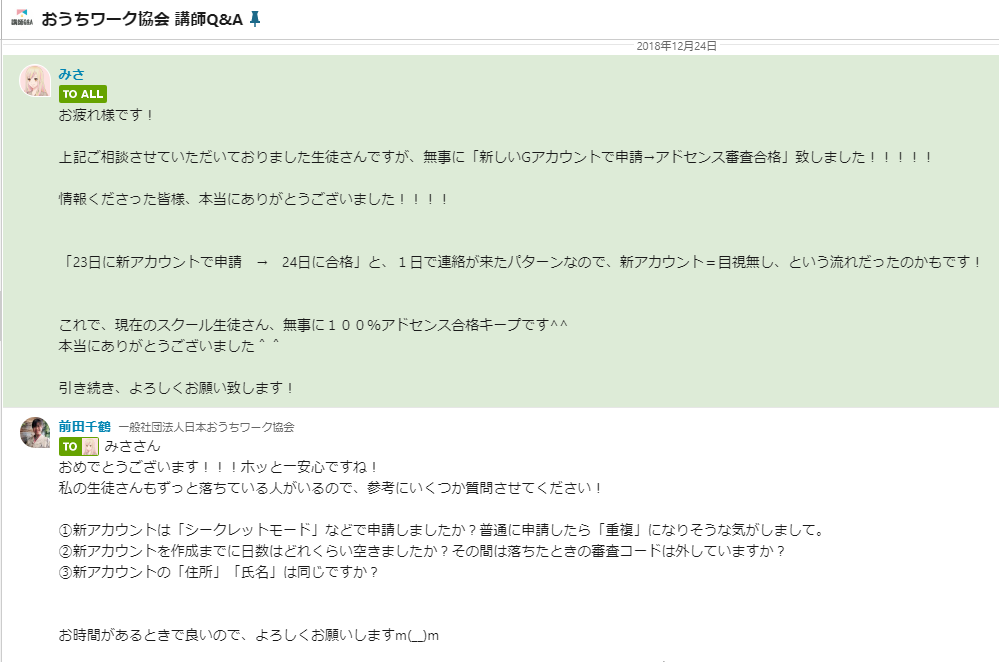 講師Q&A
おうちワーク協会 講師Q&A
2018年12月24日
みさ
TO ALL
お疲れ様です！
上記ご相談させていただいておりました生徒さんですが、無事に「新しいGアカウントで申請→アドセンス審査合格」致しました！！！！！
情報くださった皆様、本当にありがとうございました！！！！
「23日に新アカウントで申請　→　24日に合格」と、１日で連絡が来たパターンなので、新アカウント＝目視無し、という流れだったのかもです！
これで、現在のスクール生徒さん、無事に１００％アドセンス合格キープです^^
本当にありがとうございました＾＾
引き続き、よろしくお願い致します！
前田千鶴 一般社団法人日本おうちワーク協会
TO みささん
おめでとうございます！！！ホッと一安心ですね！
私の生徒さんもずっと落ちている人がいるので、参考にいくつか質問させてください！
①新アカウントは「シークレットモード」などで申請しましたか？普通に申請したら「重複」になりそうな気がしまして。
②新アカウントを作成までに日数はどれくらい空きましたか？その間は落ちたときの審査コードは外していますか？
③新アカウントの「住所」「氏名」は同じですか？
お時間があるときで良いので、よろしくお願いしますm(__)m